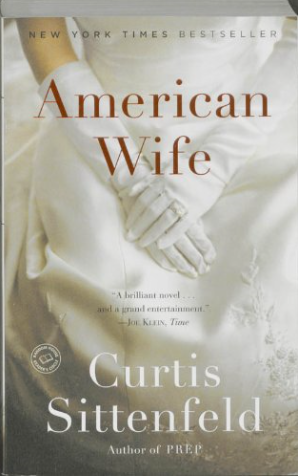 NEW YORK TIMES BESTSELLER
American
Wife
"A brilliant novel . . .
and a grand entertainment."
—JOE KLEIN, Time
Curtis
Sittenfeld
Author of PREP